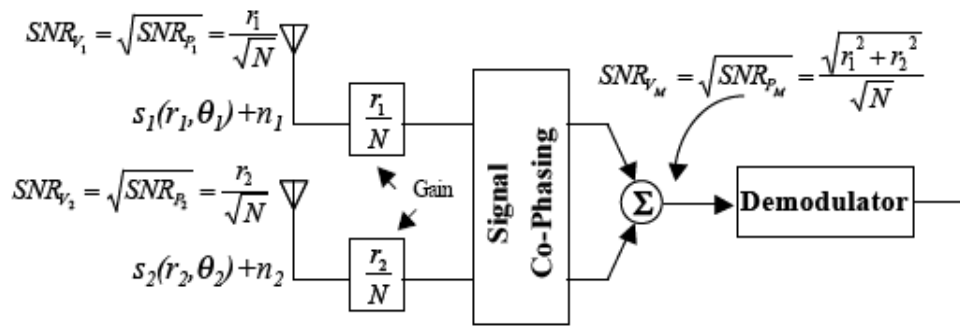 SNR_{V_1} = √SNR_{P_1} = r_1/√N
s_1(r_1,θ_1)+n_1
r_1/N
SNR_{V_2} = √SNR_{P_2} = r_2/√N
s_2(r_2,θ_2)+n_2
r_2/N
Gain
Signal
Co-Phasing
Σ
SNR_{V_M} = √SNR_{P_M} = √(r_1^2 + r_2^2)/√N
Demodulator